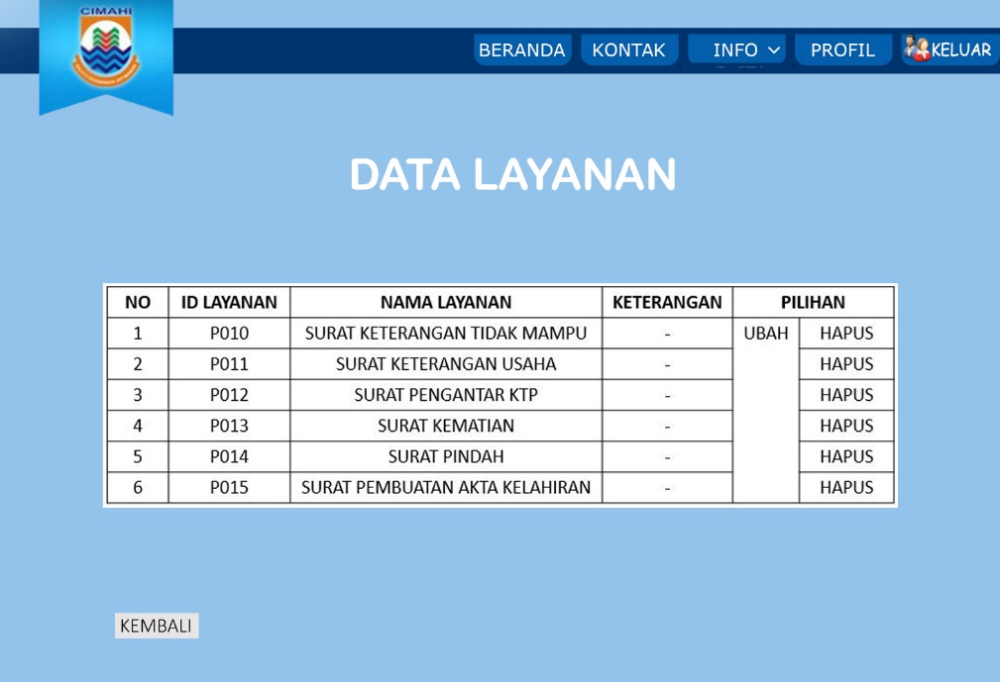 CIMAHI
BERANDA KONTAK INFO PROFIL KELUAR
DATA LAYANAN
NO ID LAYANAN NAMA LAYANAN KETERANGAN PILIHAN
1 P010 SURAT KETERANGAN TIDAK MAMPU - UBAH HAPUS
2 P011 SURAT KETERANGAN USAHA - HAPUS
3 P012 SURAT PENGANTAR KTP - HAPUS
4 P013 SURAT KEMATIAN - HAPUS
5 P014 SURAT PINDAH - HAPUS
6 P015 SURAT PEMBUATAN AKTA KELAHIRAN - HAPUS
KEMBALI